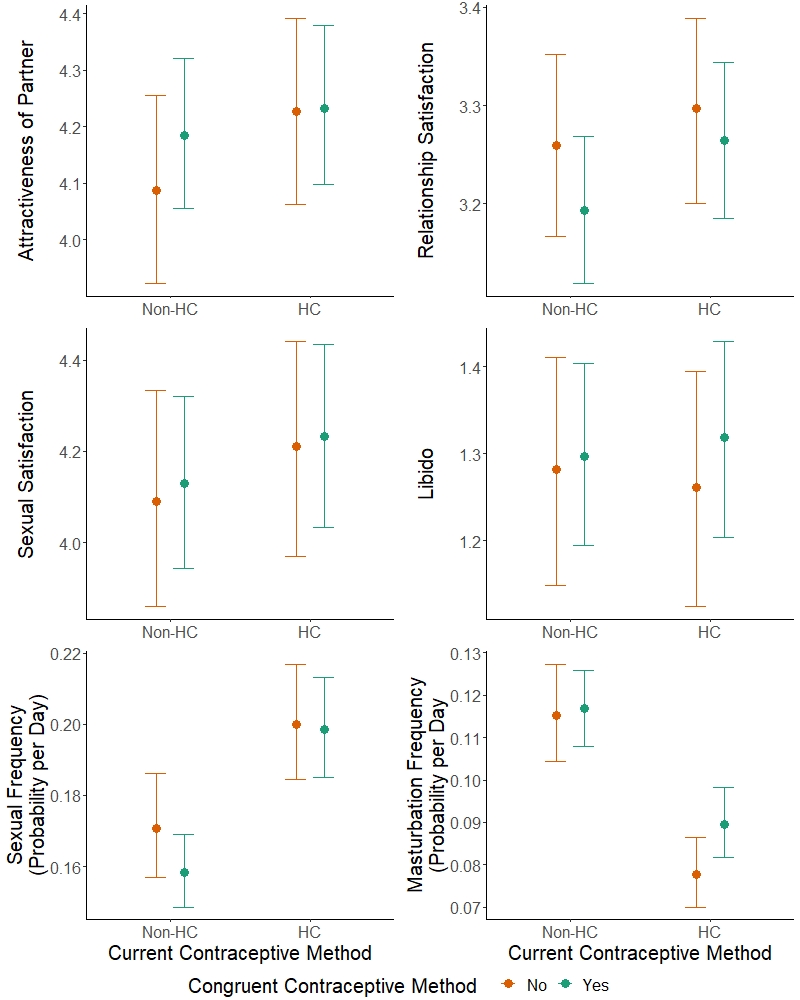 Attractiveness of Partner
4.4
4.3
4.2
4.1
4.0
Non-HC HC
Relationship Satisfaction
3.4
3.3
3.2
Non-HC HC
Sexual Satisfaction
4.4
4.2
4.0
Non-HC HC
Libido
1.4
1.3
1.2
Non-HC HC
Sexual Frequency
(Probability per Day)
0.22
0.20
0.18
0.16
Non-HC HC
Current Contraceptive Method
Masturbation Frequency
(Probability per Day
0.13
0.12
0.11
0.10
0.09
0.08
0.07
Non-HC HC
Current Contraceptive Method
Congruent Contraceptive Method No Yes